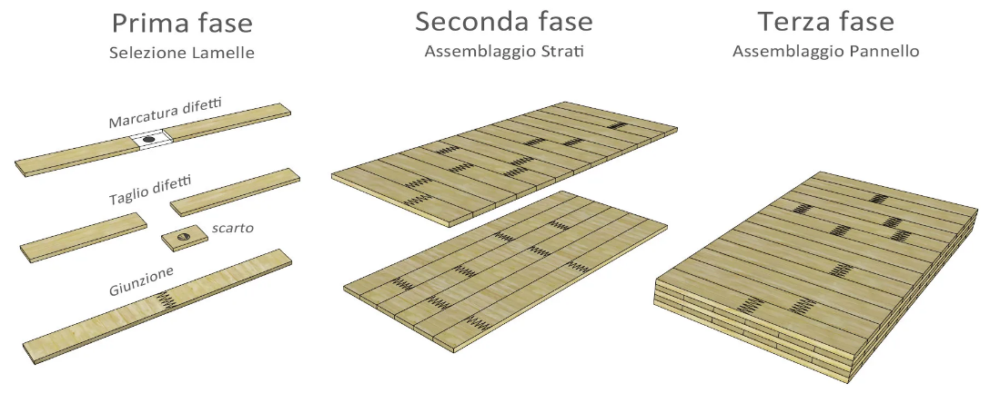 Prima fase
Selezione Lamelle
Marcatura difetti
Taglio difetti
scarto
Giunzione
Seconda fase
Assemblaggio Strati
Terza fase
Assemblaggio Pannello